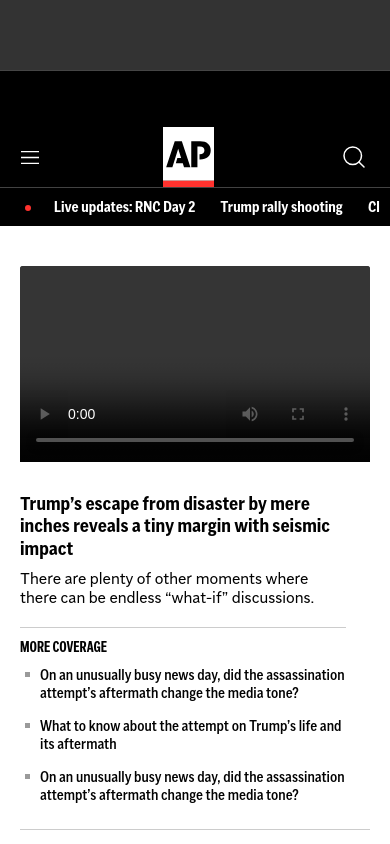 AP
Live updates: RNC Day 2 Trump rally shooting Cl
0:00
Trump’s escape from disaster by mere
inches reveals a tiny margin with seismic
impact
There are plenty of other moments where
there can be endless “what-if” discussions.
MORE COVERAGE
On an unusually busy news day, did the assassination
attempt’s aftermath change the media tone?
What to know about the attempt on Trump’s life and
its aftermath
On an unusually busy news day, did the assassination
attempt’s aftermath change the media tone?